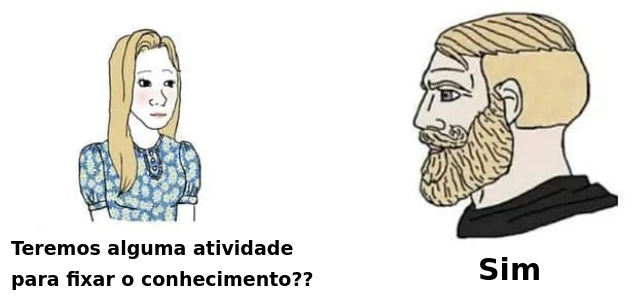 Teremos alguma atividade
para fixar o conhecimento??
Sim